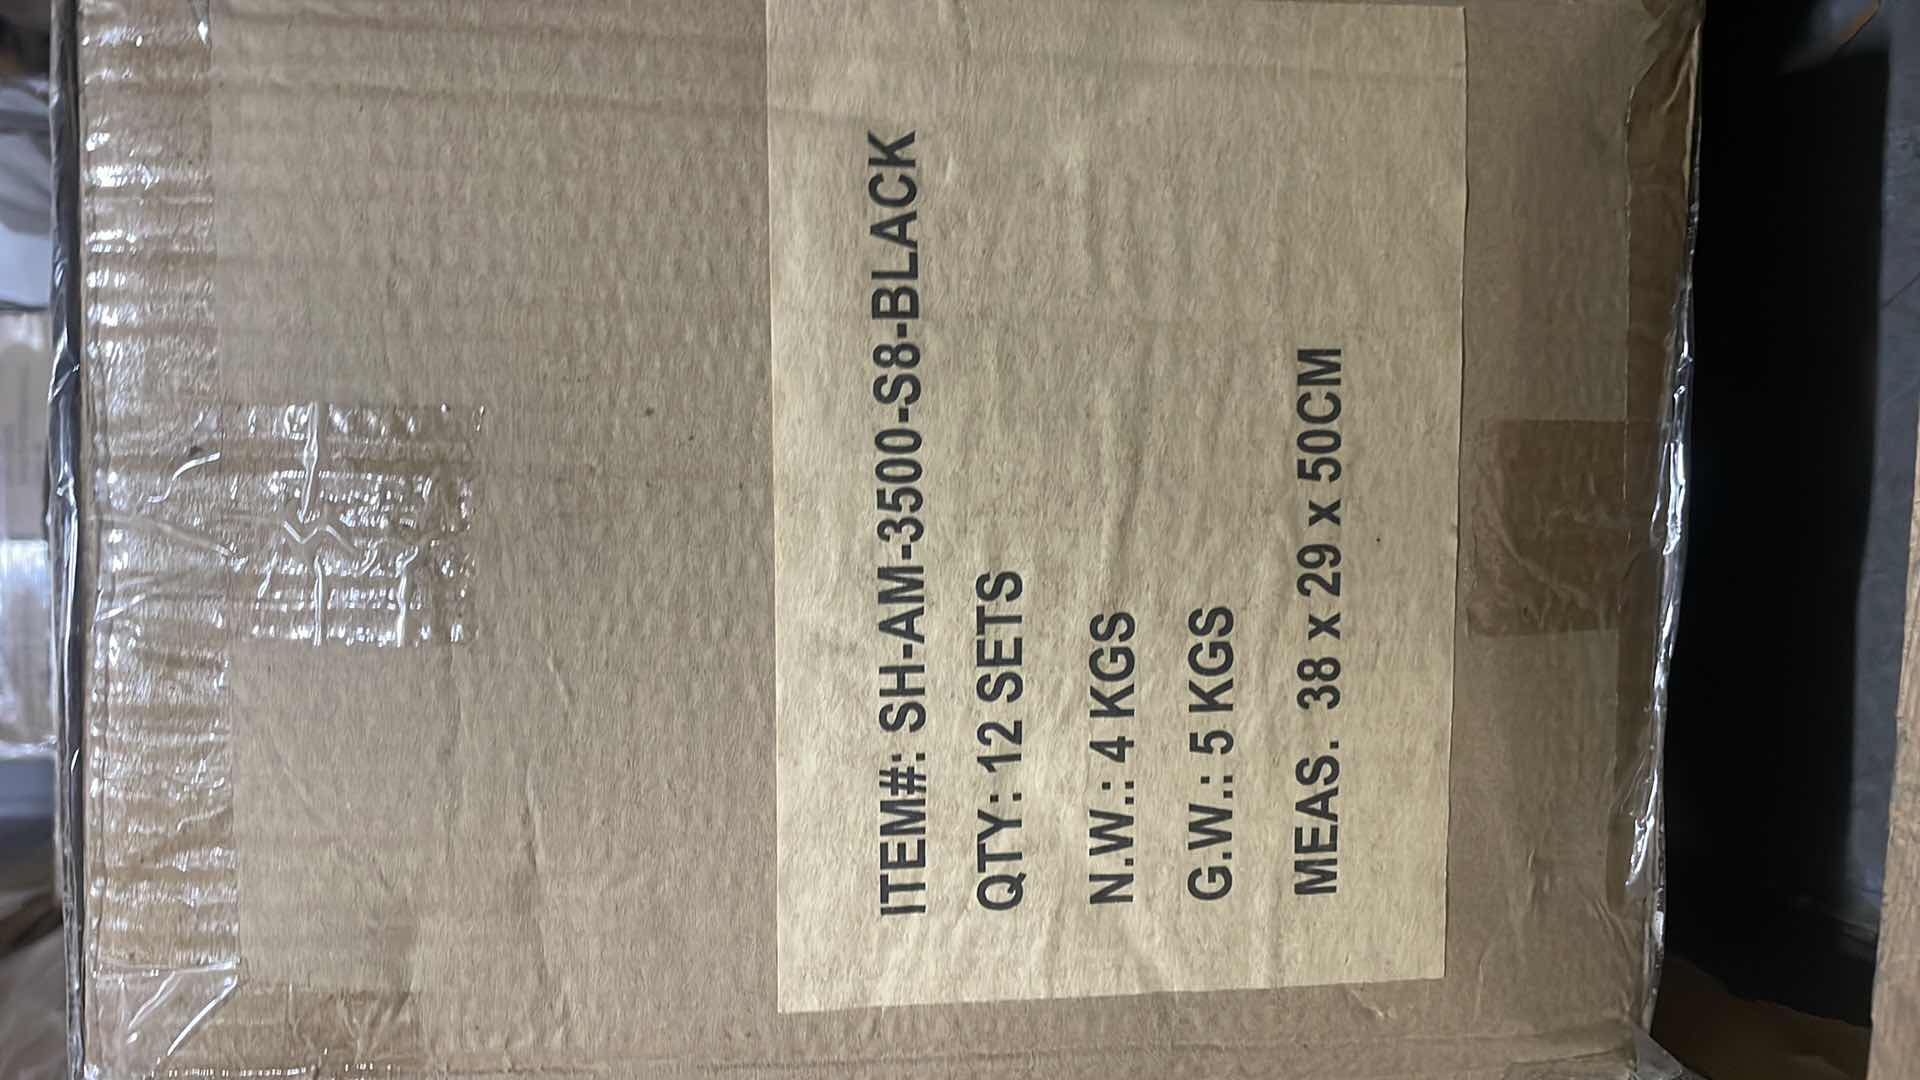 ITEM#: SH-AM-3500-S8-BLACK
QTY: 12 SETS
N.W.: 4 KGS
G.W.: 5 KGS
MEAS. 38 x 29 x 50CM